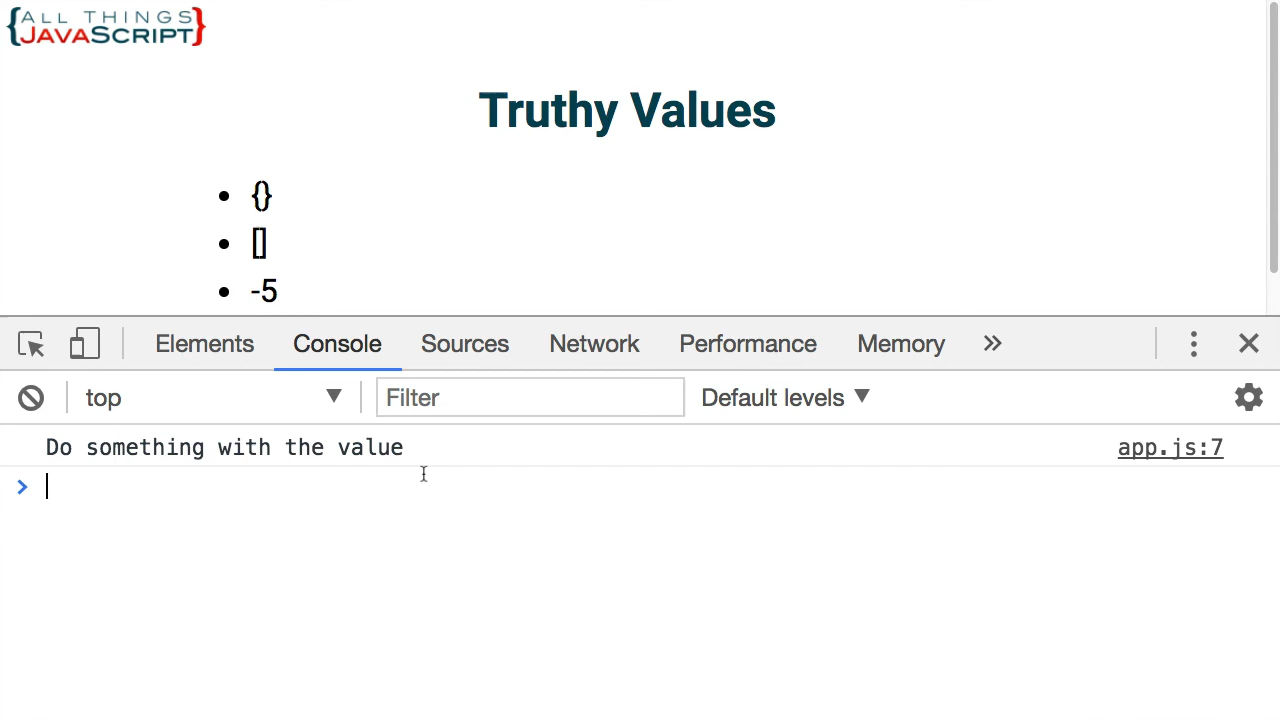 {ALL THINGS
JAVASCRIPT}
Truthy Values
• {}
• []
• -5
Elements Console Sources Network Performance Memory »
top ▼ Filter Default levels ▼
Do something with the value app.js:7
>